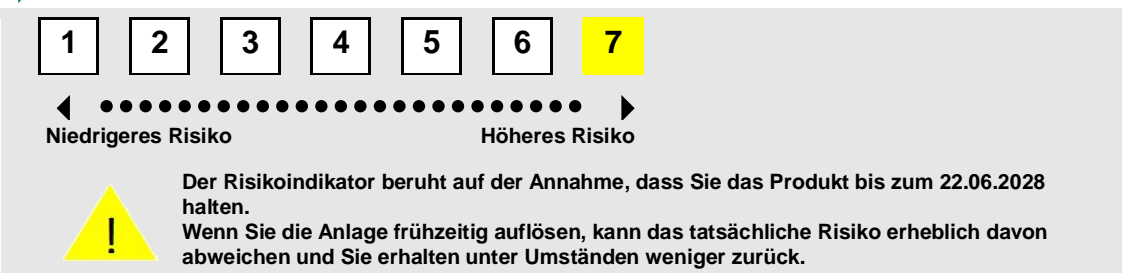 1 2 3 4 5 6 7
Niedrigeres Risiko Höheres Risiko
Der Risikoindikator beruht auf der Annahme, dass Sie das Produkt bis zum 22.06.2028
halten.
! Wenn Sie die Anlage frühzeitig auflösen, kann das tatsächliche Risiko erheblich davon
abweichen und Sie erhalten unter Umständen weniger zurück.